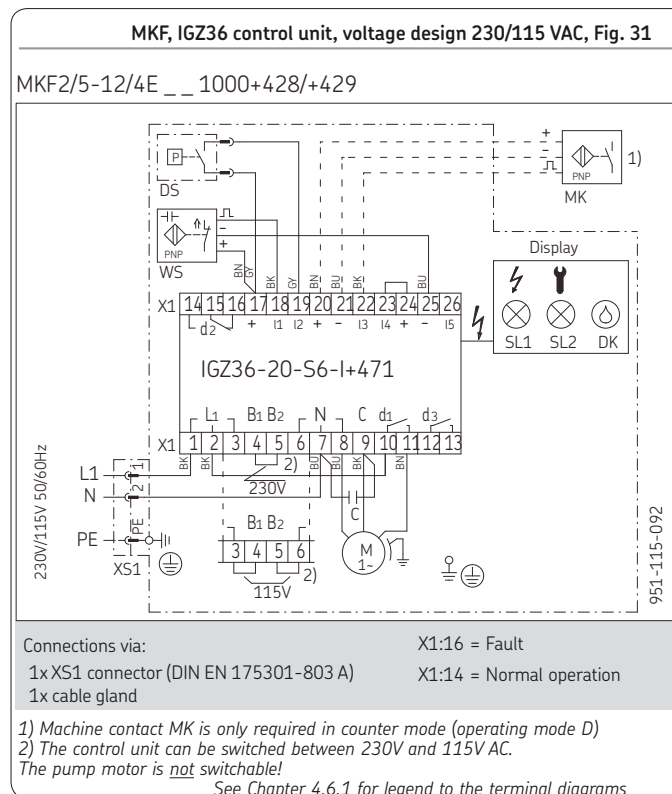 MKF, IGZ36 control unit, voltage design 230/115 VAC, Fig. 31
MKF2/5-12/4E _ _ 1000+428/+429
P
DS
PNP
WS
+
-
+
-
PNP
MK
1)
Display
SL1 SL2 DK
BN GY BK GY BN BU BK BU
X1 14 15 16 17 18 19 20 21 22 23 24 25 26
d2 + I1 I2 + - I3 I4 + - I5
IGZ36-20-S6-I+471
L1 B1 B2 N C d1 d3
X1 1 2 3 4 5 6 7 8 9 10 11 12 13
BK BK 2) BU BU BK BN
230V
L1 1
N 2
PE PE
XS1
230V/115V 50/60Hz
C
B1 B2
3 4 5 6
2)
115V
M
1~
951-115-092
Connections via:
1x XS1 connector (DIN EN 175301-803 A)
1x cable gland
X1:16 = Fault
X1:14 = Normal operation
1) Machine contact MK is only required in counter mode (operating mode D)
2) The control unit can be switched between 230V and 115V AC.
The pump motor is not switchable!
See Chapter 4.6.1 for legend to the terminal diagrams